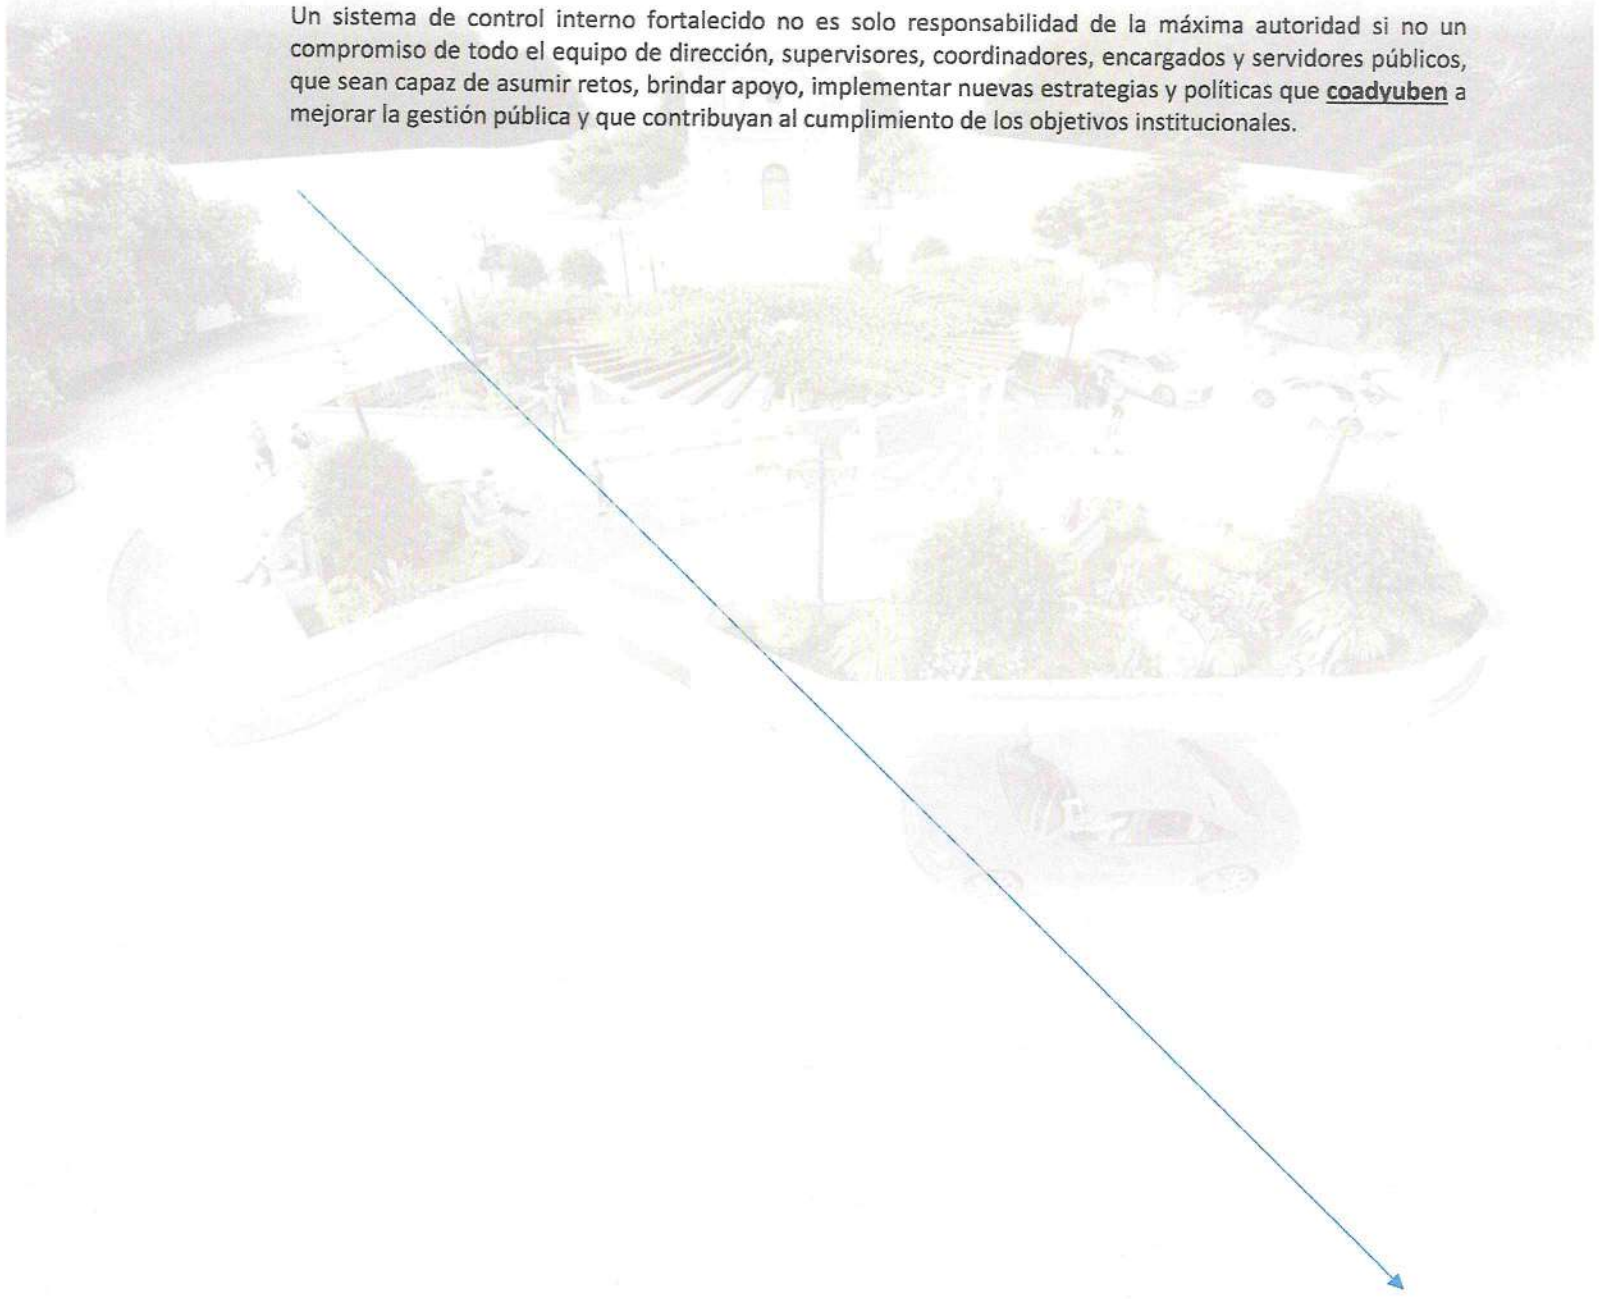 Un sistema de control interno fortalecido no es solo responsabilidad de la máxima autoridad si no un
compromiso de todo el equipo de dirección, supervisores, coordinadores, encargados y servidores públicos,
que sean capaz de asumir retos, brindar apoyo, implementar nuevas estrategias y políticas que coadyuben a
mejorar la gestión pública y que contribuyan al cumplimiento de los objetivos institucionales.